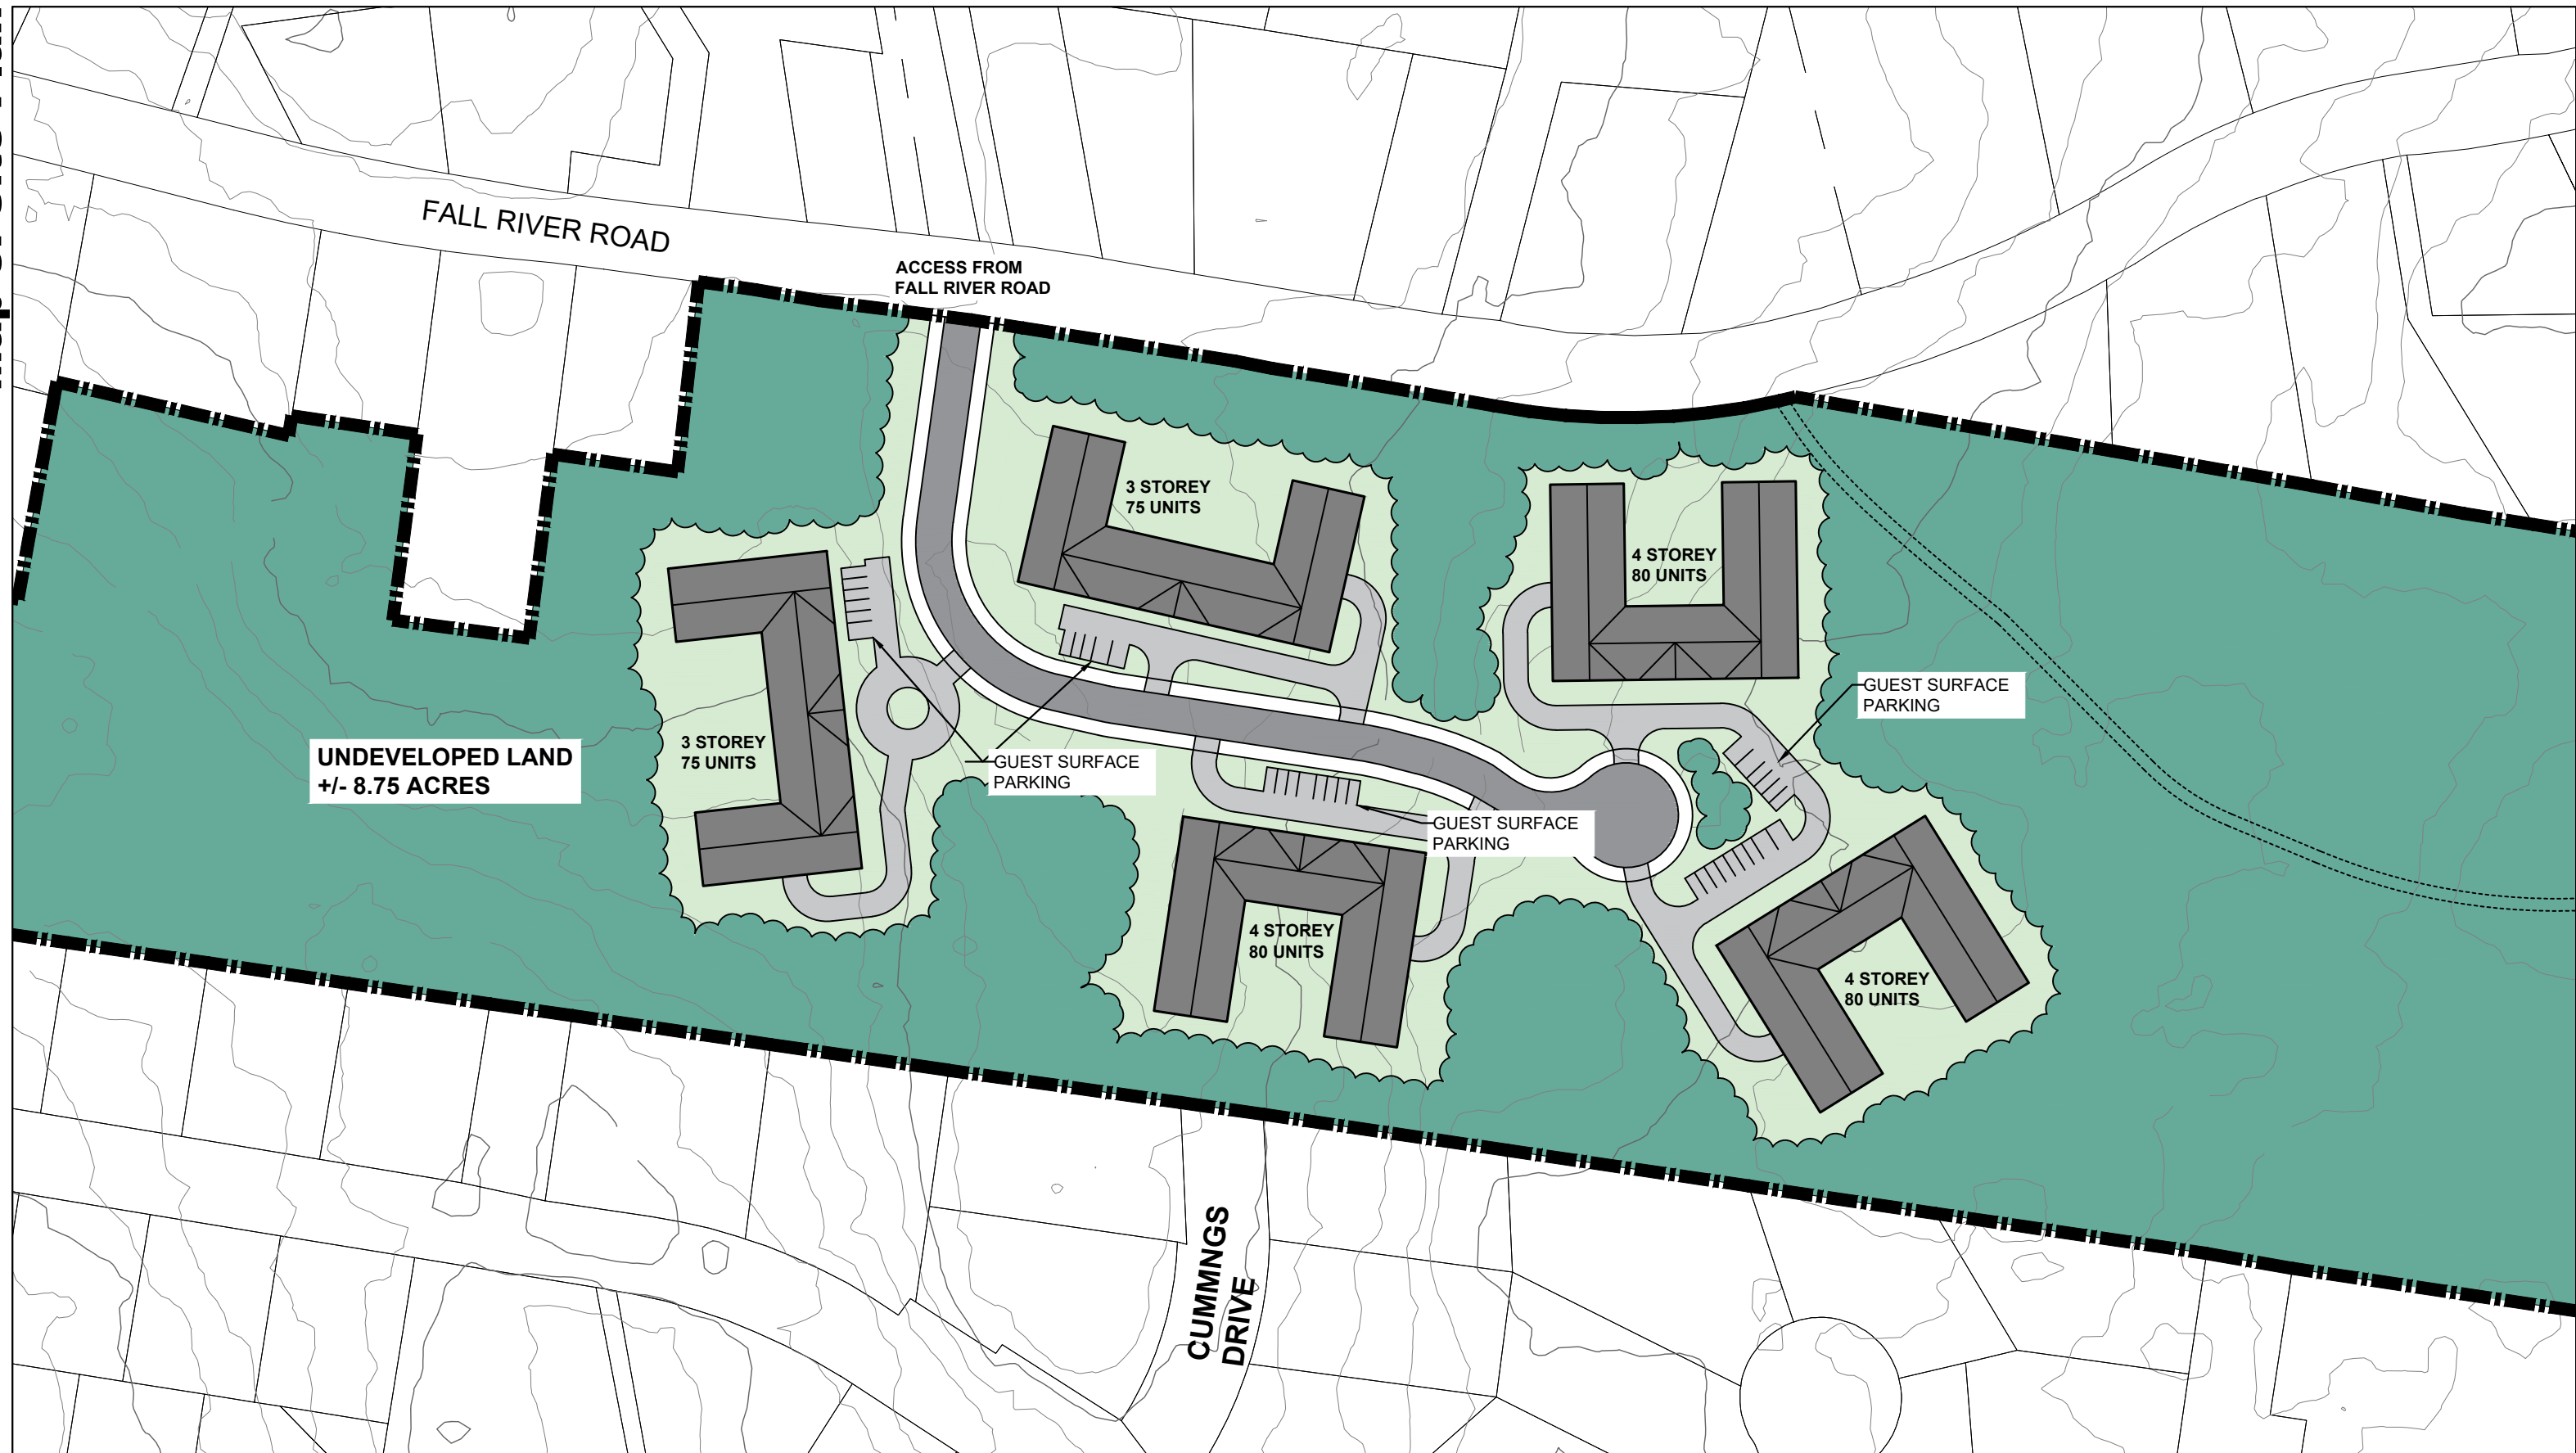 FALL RIVER ROAD
ACCESS FROM
FALL RIVER ROAD
3 STOREY
75 UNITS
4 STOREY
80 UNITS
GUEST SURFACE
PARKING
3 STOREY
75 UNITS
UNDEVELOPED LAND
+/- 8.75 ACRES
GUEST SURFACE
PARKING
GUEST SURFACE
PARKING
4 STOREY
80 UNITS
4 STOREY
80 UNITS
CUMMNGS
DRIVE